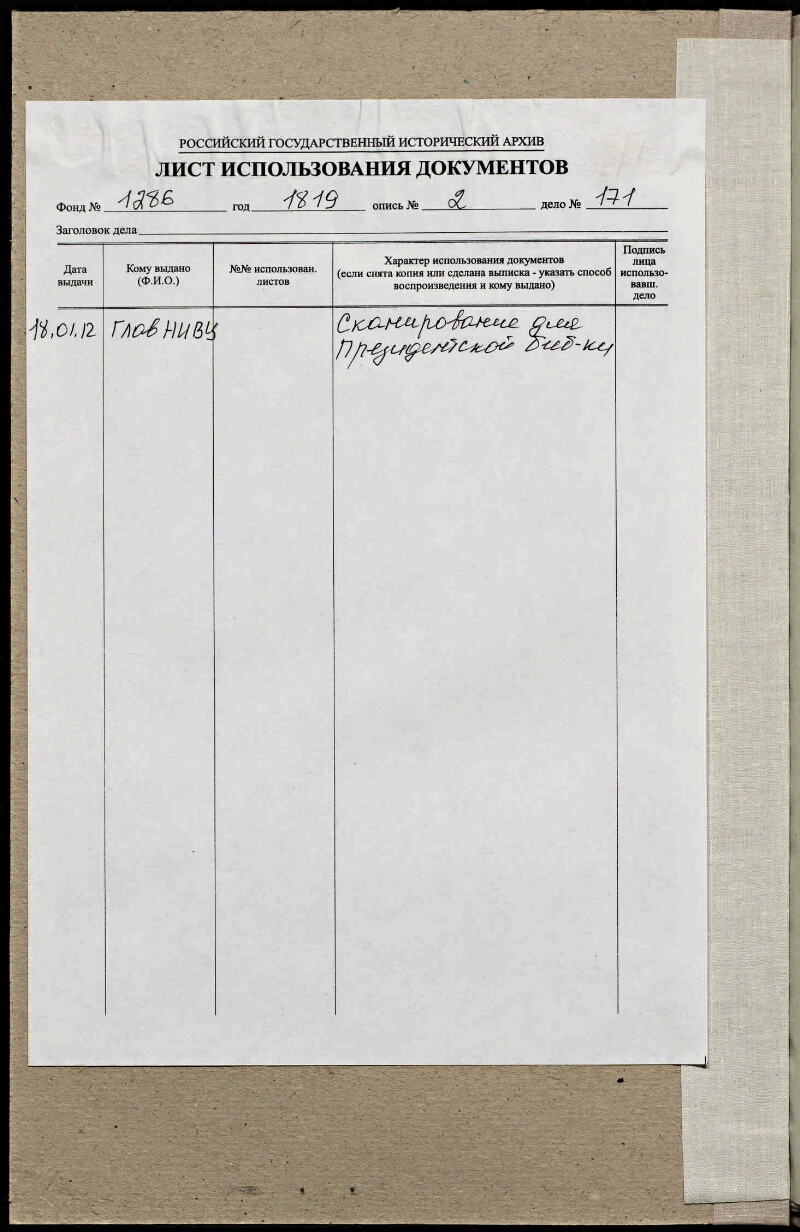 РОССИЙСКИЙ ГОСУДАРСТВЕННЫЙ ИСТОРИЧЕСКИЙ АРХИВ
ЛИСТ ИСПОЛЬЗОВАНИЯ ДОКУМЕНТОВ
Фонд № 1286 год 1819 опись № 2 дело № 171
Заголовок дела
Дата
выдачи
Кому выдано
(Ф.И.О.)
№№ использован.
листов
Характер использования документов
(если снята копия или сделана выписка - указать способ
воспроизведения и кому выдано)
Подпись
лица
использо-
вавш.
дело
18.01.12 ГлавНИВЦ Сканирование для
Президентской биб-ки